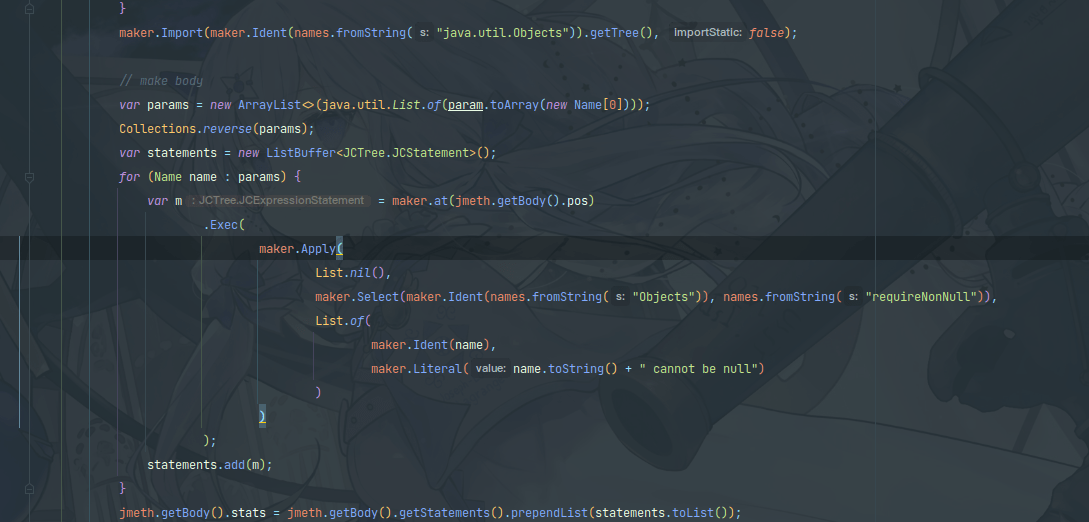 }
maker.Import(maker.Ident(names.fromString( s: "java.util.Objects")).getTree(), importStatic: false);
// make body
var params = new ArrayList<>(java.util.List.of(param.toArray(new Name[0])));
Collections.reverse(params);
var statements = new ListBuffer<JCTree.JCStatement>();
for (Name name : params) {
var m : JCTree.JCExpressionStatement = maker.at(jmeth.getBody().pos)
.Exec(
maker.Apply(
List.nil(),
maker.Select(maker.Ident(names.fromString( s: "Objects")), names.fromString( s: "requireNonNull")),
List.of(
maker.Ident(name),
maker.Literal( value: name.toString() + " cannot be null")
)
)
);
statements.add(m);
}
jmeth.getBody().stats = jmeth.getBody().getStatements().prependList(statements.toList());